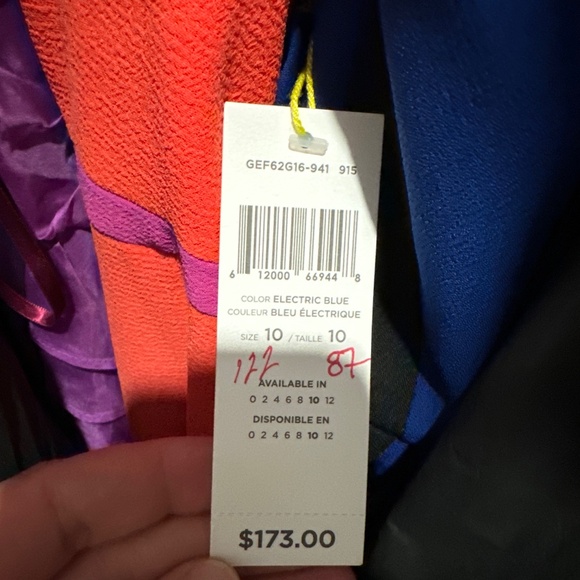 GEF62G16-941 915
6 12000 66944 8
COLOR ELECTRIC BLUE
COULEUR BLEU ÉLECTRIQUE
SIZE 10 / TAILLE 10
122 87
AVAILABLE IN
0 2 4 6 8 10 12
DISPONIBLE EN
0 2 4 6 8 10 12
$173.00